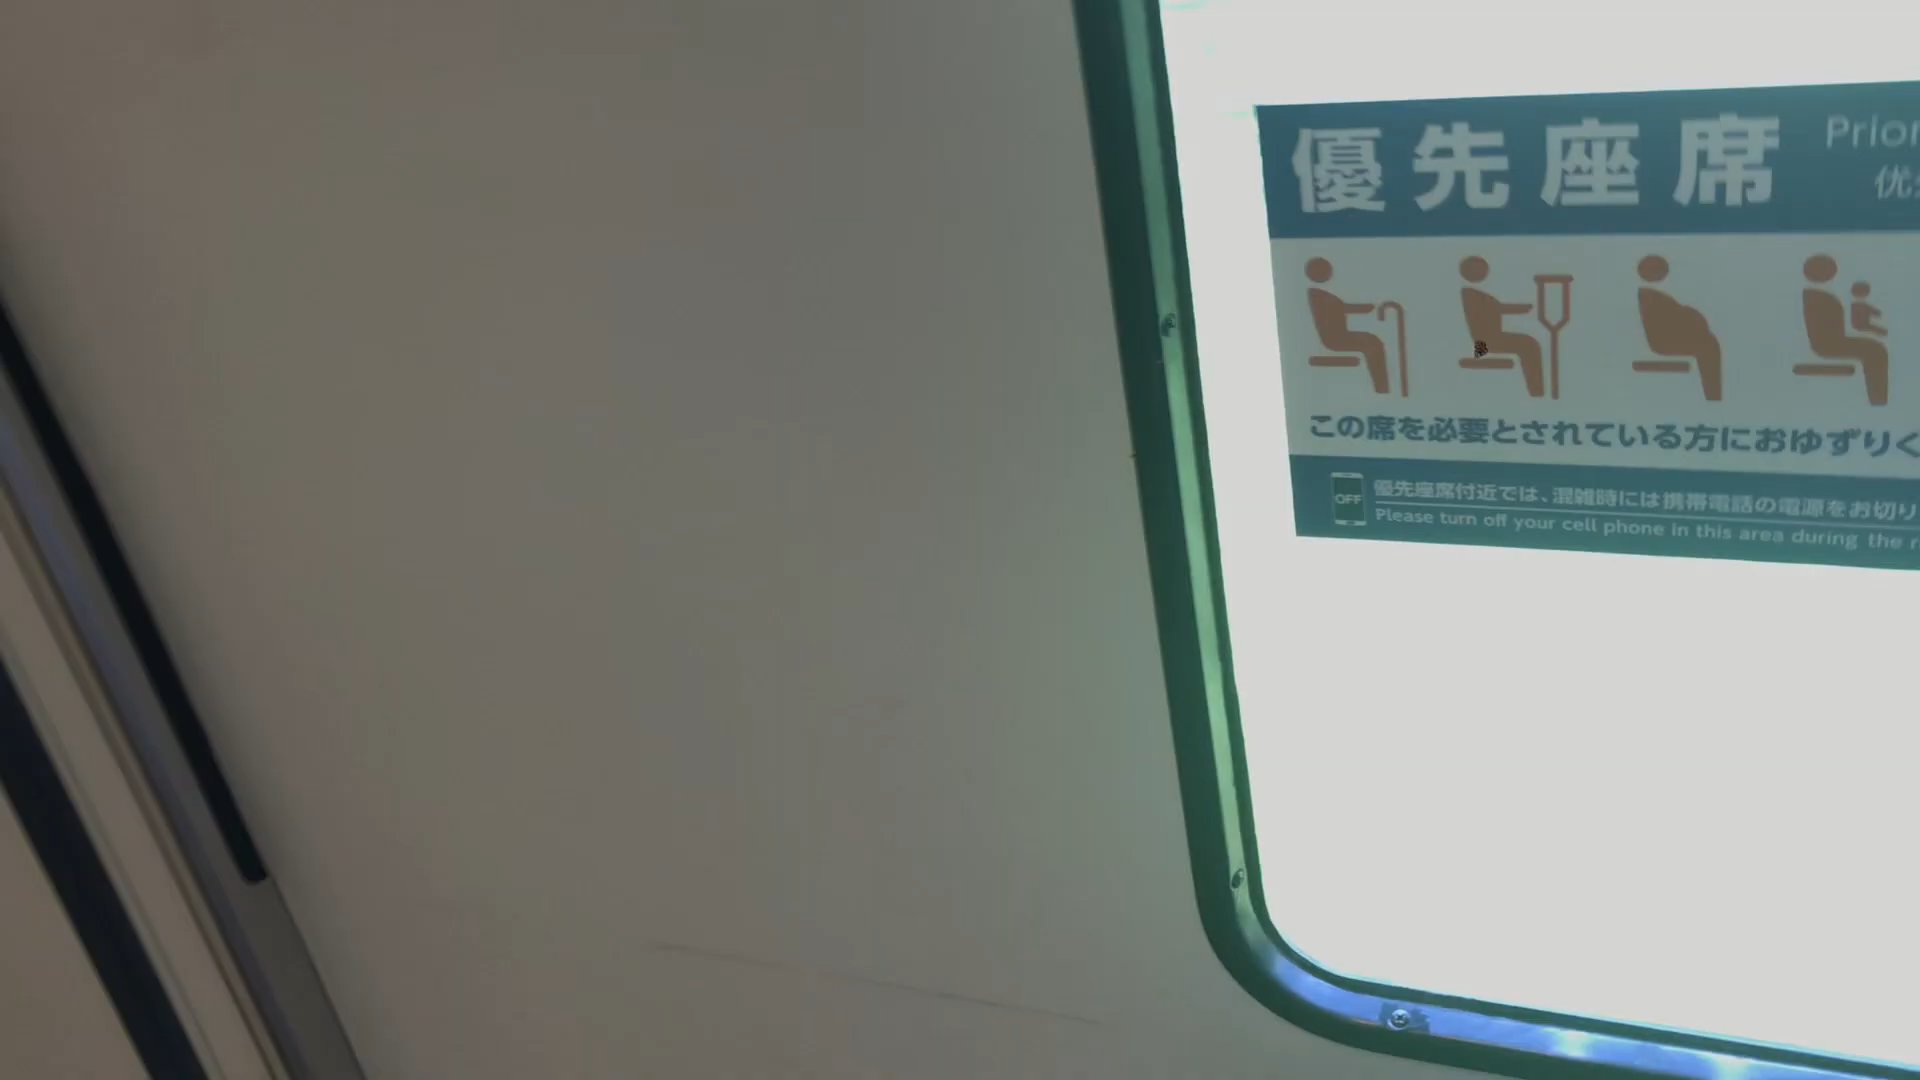 優先座席
この席を必要とされている方におゆずりく
OFF
優先座席付近では、混雑時には携帯電話の電源をお切り
Please turn off your cell phone in this area during the